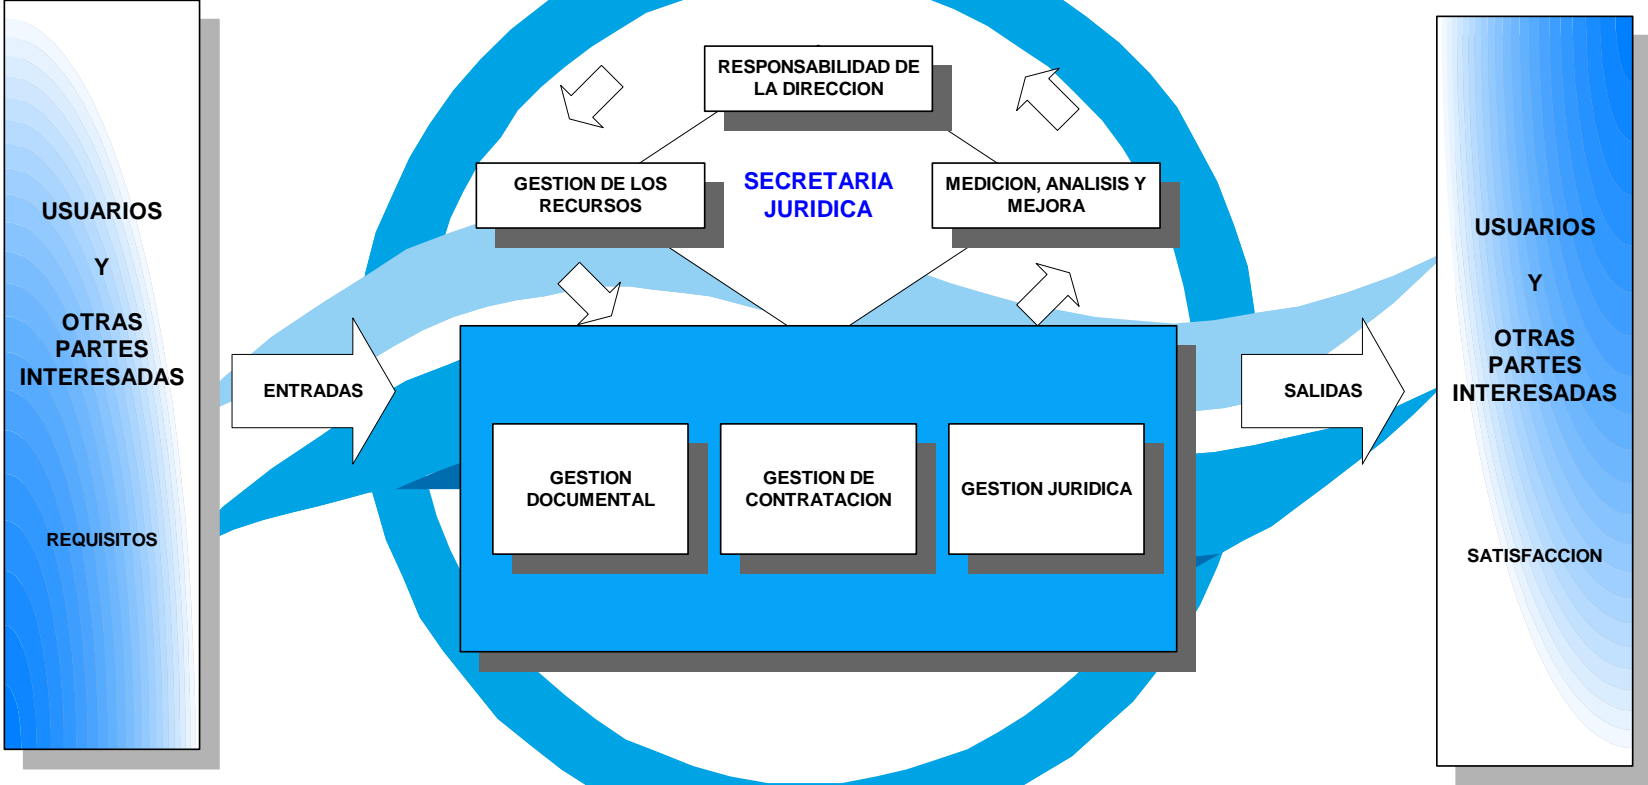 USUARIOS
Y
OTRAS
PARTES
INTERESADAS
REQUISITOS
ENTRADAS
RESPONSABILIDAD DE
LA DIRECCION
GESTION DE LOS
RECURSOS
SECRETARIA
JURIDICA
MEDICION, ANALISIS Y
MEJORA
GESTION
DOCUMENTAL
GESTION DE
CONTRATACION
GESTION JURIDICA
SALIDAS
USUARIOS
Y
OTRAS
PARTES
INTERESADAS
SATISFACCION